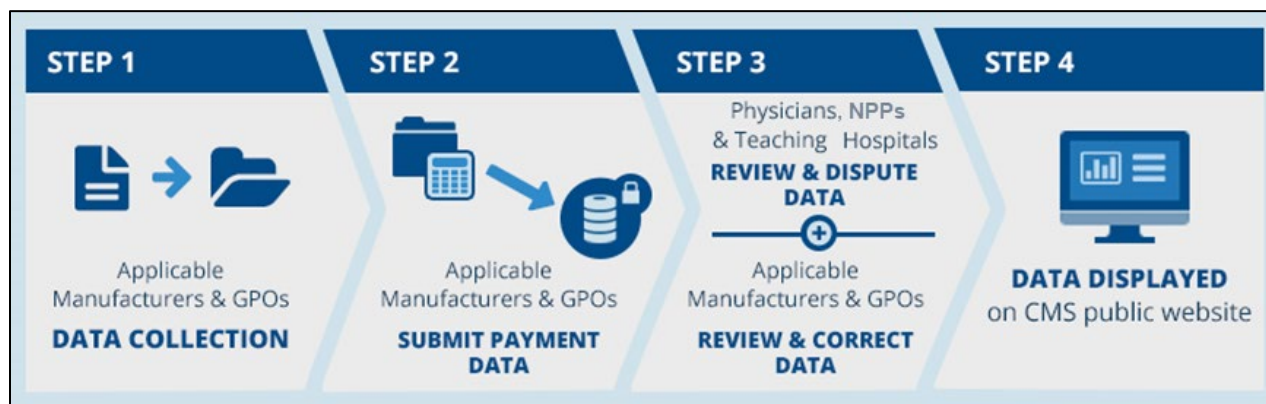 STEP 1
Applicable
Manufacturers & GPOs
DATA COLLECTION
STEP 2
Applicable
Manufacturers & GPOs
SUBMIT PAYMENT
DATA
STEP 3
Physicians, NPPs
& Teaching Hospitals
REVIEW & DISPUTE
DATA
Applicable
Manufacturers & GPOs
REVIEW & CORRECT
DATA
STEP 4
DATA DISPLAYED
on CMS public website